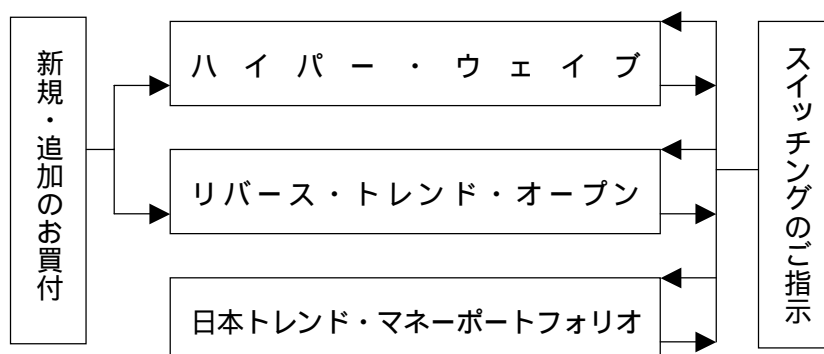 新規・追加のお買付
ハイパー・ウェイブ
リバース・トレンド・オープン
日本トレンド・マネーポートフォリオ
スイッチングのご指示